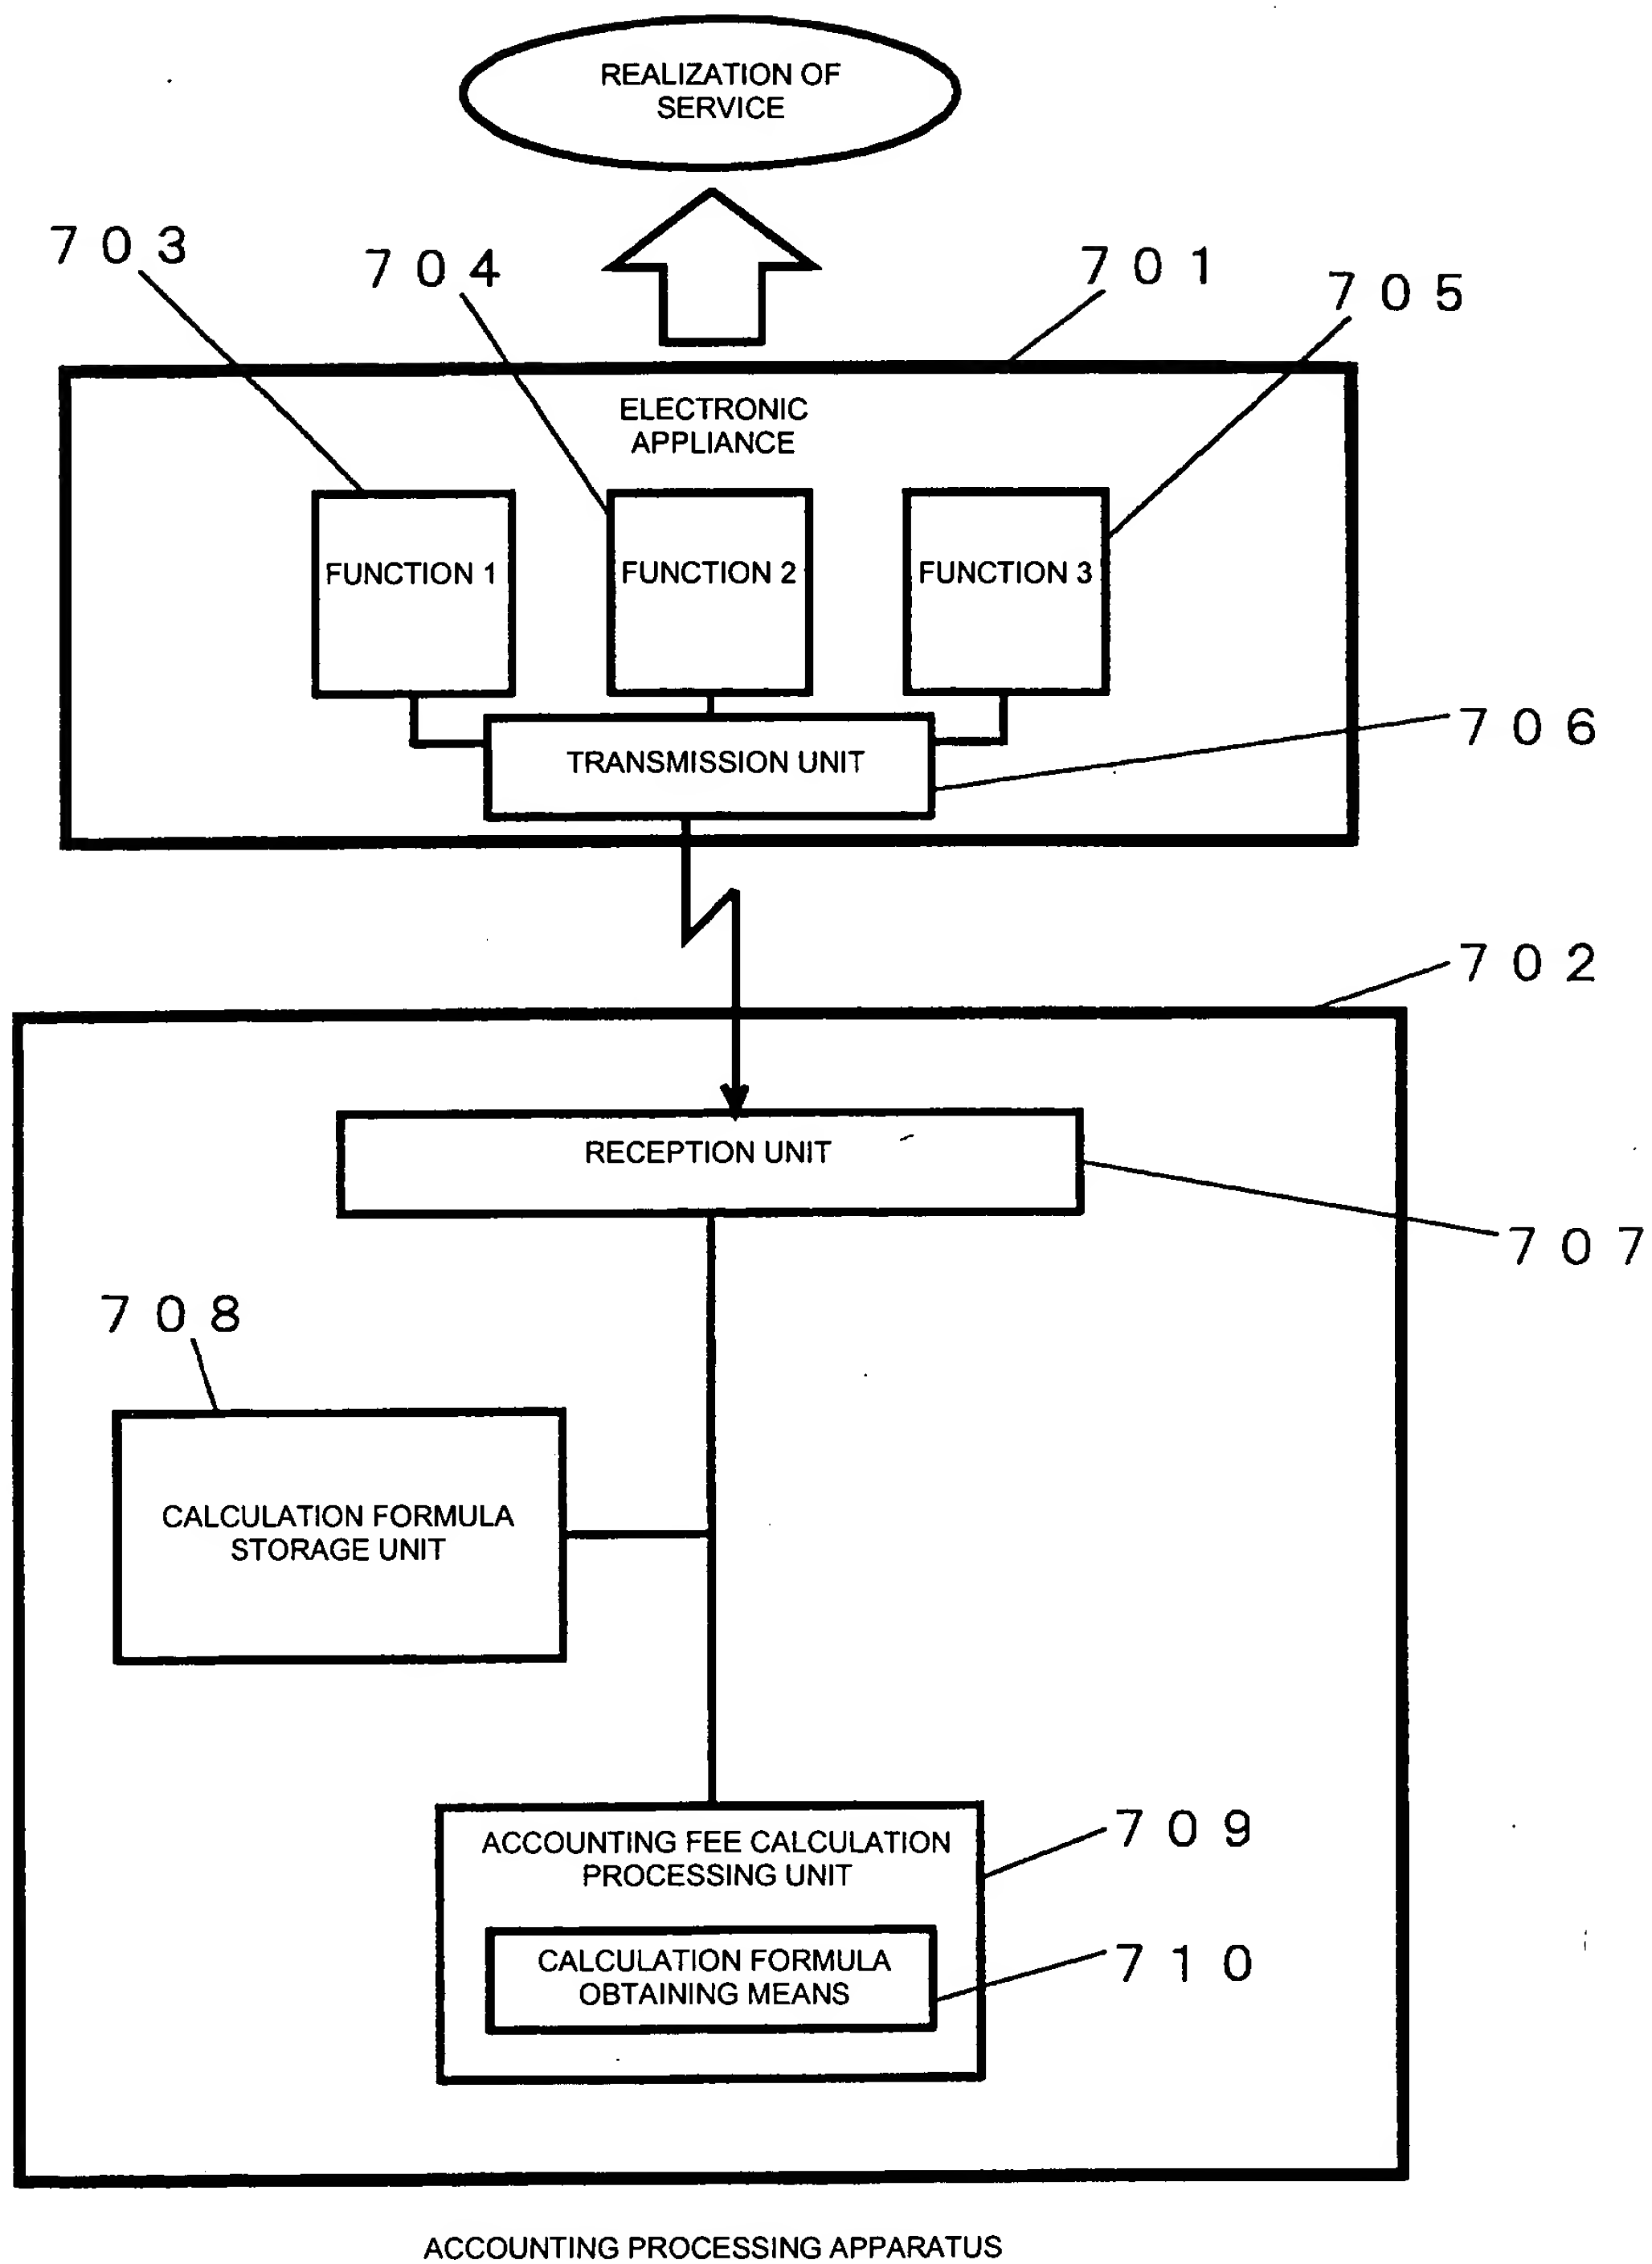 REALIZATION OF
SERVICE
703
704
701
705
ELECTRONIC
APPLIANCE
FUNCTION 1
FUNCTION 2
FUNCTION 3
TRANSMISSION UNIT
706
702
RECEPTION UNIT
707
708
CALCULATION FORMULA
STORAGE UNIT
ACCOUNTING FEE CALCULATION
PROCESSING UNIT
709
CALCULATION FORMULA
OBTAINING MEANS
710
ACCOUNTING PROCESSING APPARATUS